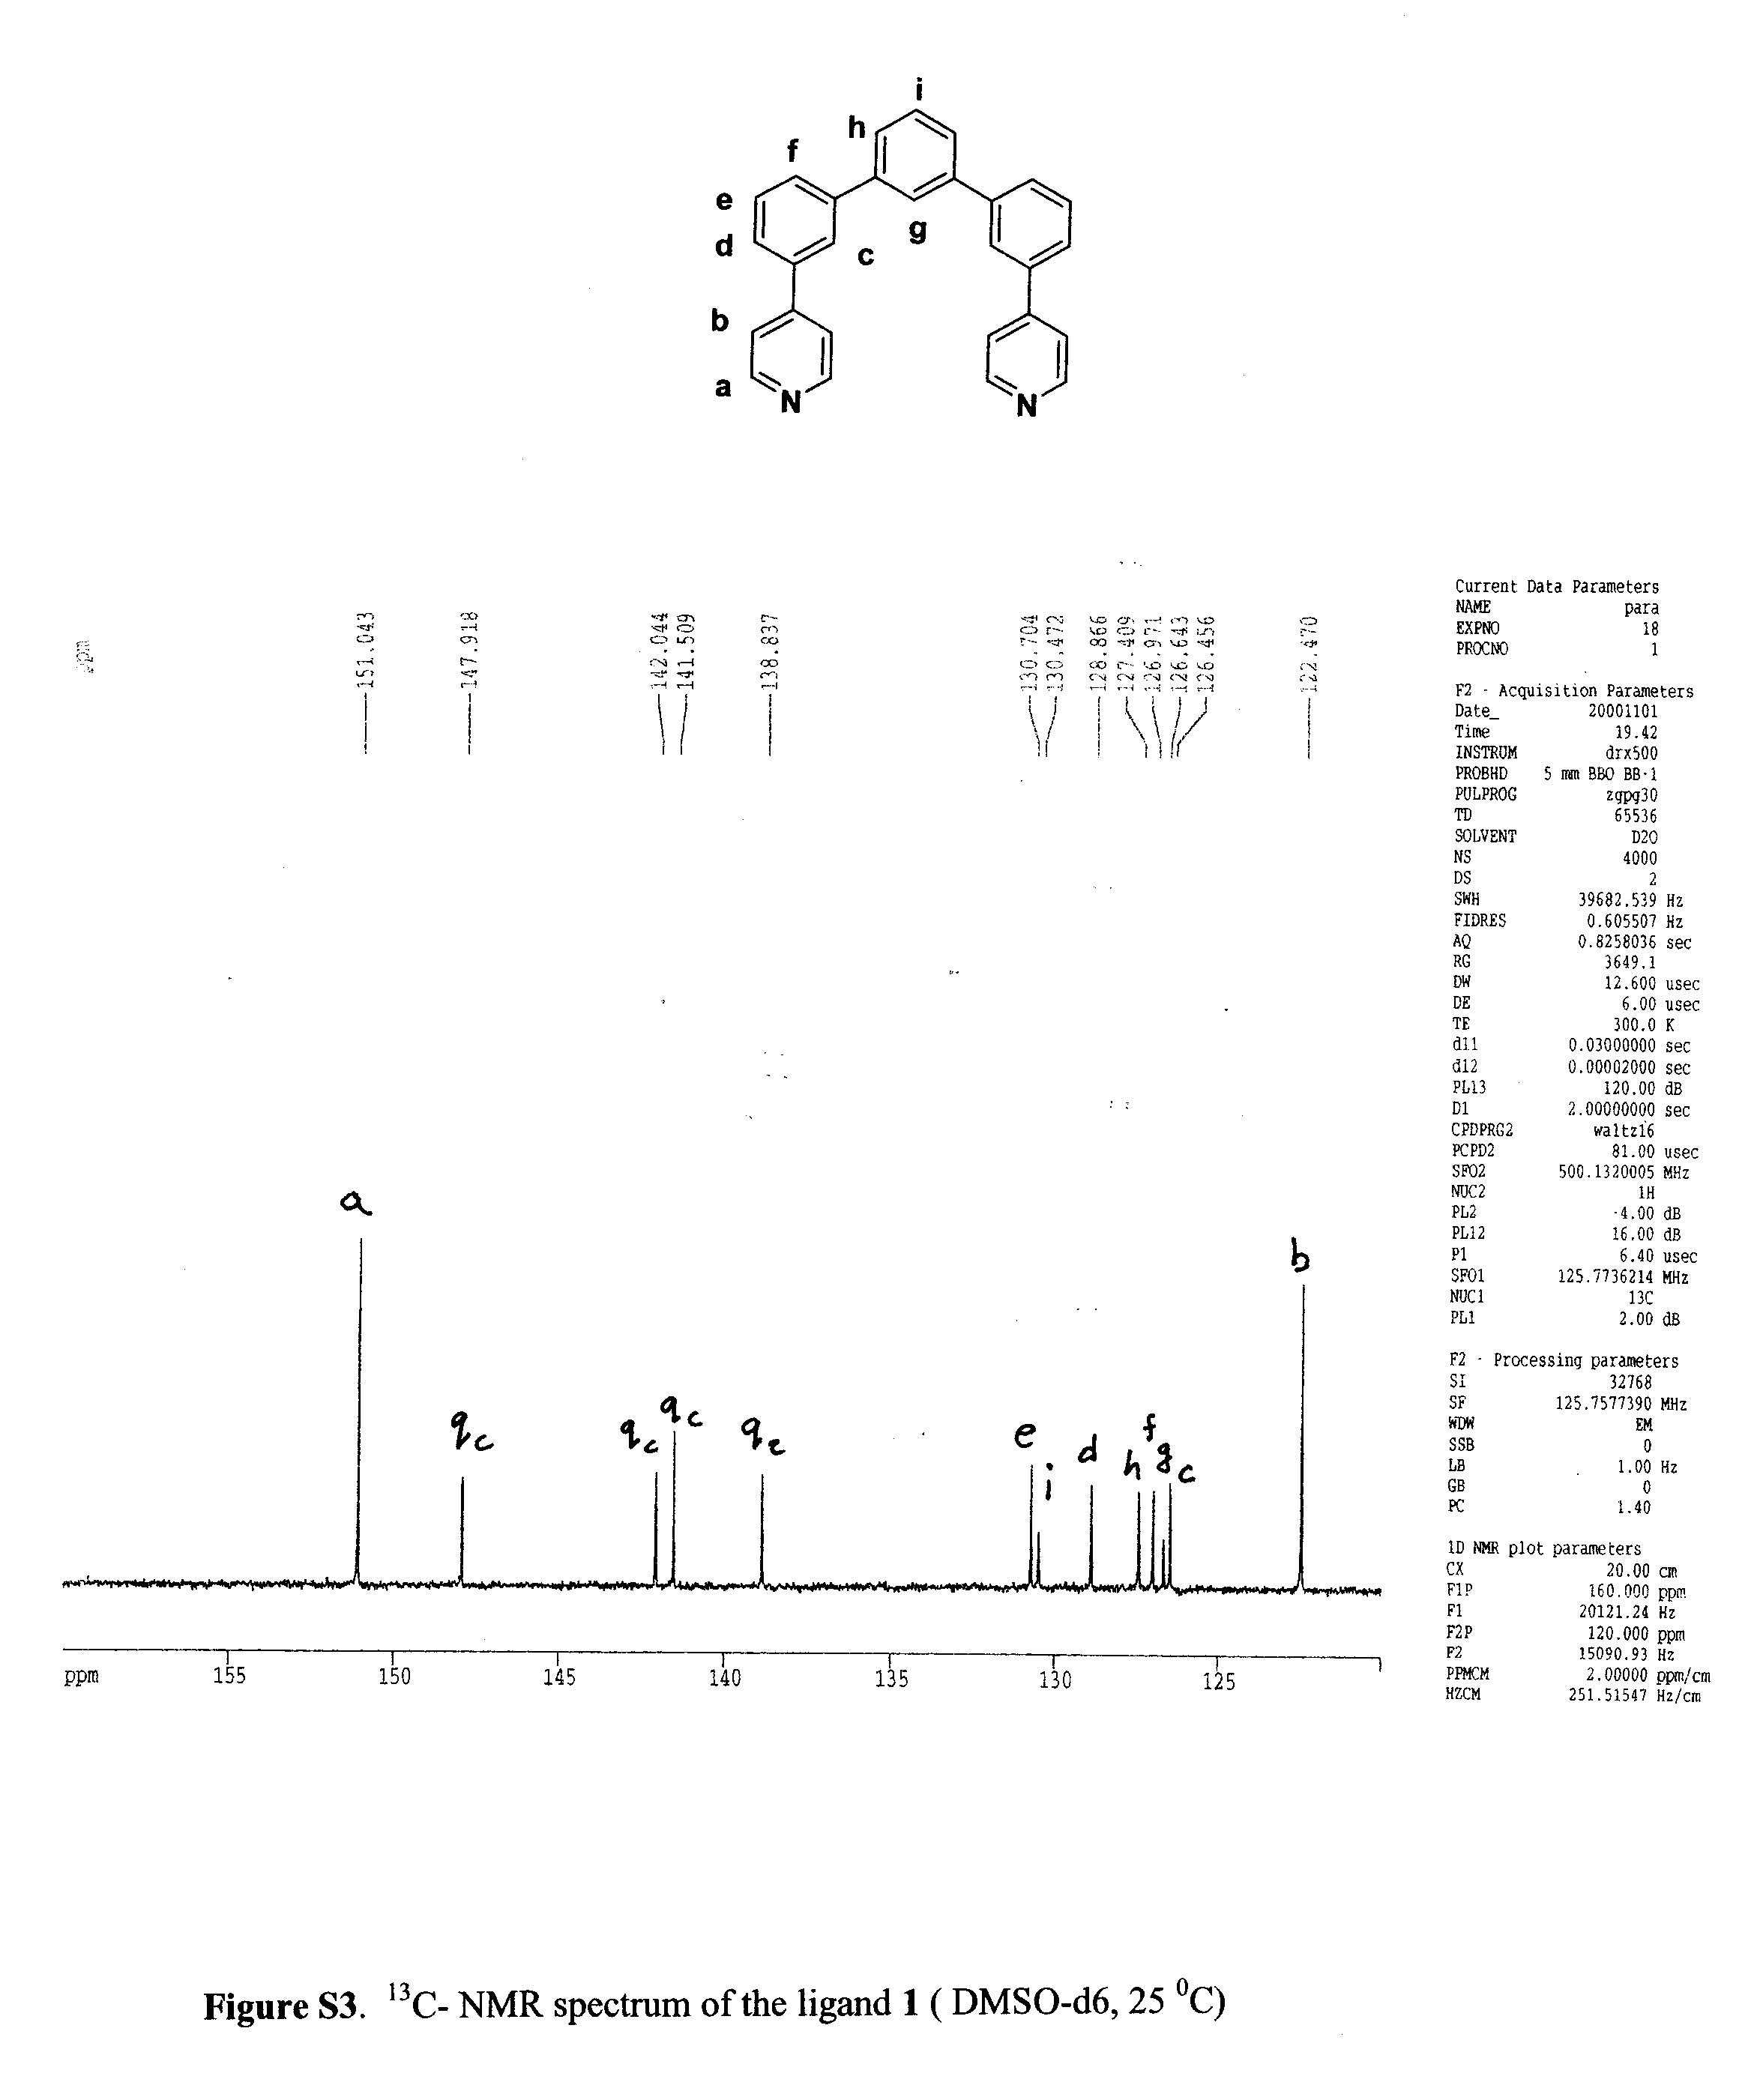 i
h
f
e
g
d
c
b
a
N
N
ppm
151.043
147.918
142.044
141.509
138.837
130.704
130.472
128.866
127.409
126.971
126.643
126.456
122.470
Current Data Parameters
NAME para
EXPNO 18
PROCNO 1
F2 - Acquisition Parameters
Date_ 20001101
Time 19.42
INSTRUM drx500
PROBHD 5 mm BBO BB-1
PULPROG zgpg30
TD 65536
SOLVENT D2O
NS 4000
DS 2
SWH 39682.539 Hz
FIDRES 0.605507 Hz
AQ 0.8258036 sec
RG 3649.1
DW 12.600 usec
DE 6.00 usec
TE 300.0 K
d11 0.03000000 sec
d12 0.00002000 sec
PL13 120.00 dB
D1 2.00000000 sec
CPDPRG2 waltz16
PCPD2 81.00 usec
SFO2 500.1320005 MHz
NUC2 1H
PL2 -4.00 dB
PL12 16.00 dB
P1 6.40 usec
SFO1 125.7736214 MHz
NUC1 13C
PL1 2.00 dB
F2 - Processing parameters
SI 32768
SF 125.7577390 MHz
WDW EM
SSB 0
LB 1.00 Hz
GB 0
PC 1.40
1D NMR plot parameters
CX 20.00 cm
F1P 160.000 ppm
F1 20121.24 Hz
F2P 120.000 ppm
F2 15090.93 Hz
PPMCM 2.00000 ppm/cm
HZCM 251.51547 Hz/cm
a
qc
qc
qc
qc
e
i
d
h
f
g
c
b
ppm 155 150 145 140 135 130 125
Figure S3. ¹³C- NMR spectrum of the ligand 1 ( DMSO-d6, 25 ⁰C)